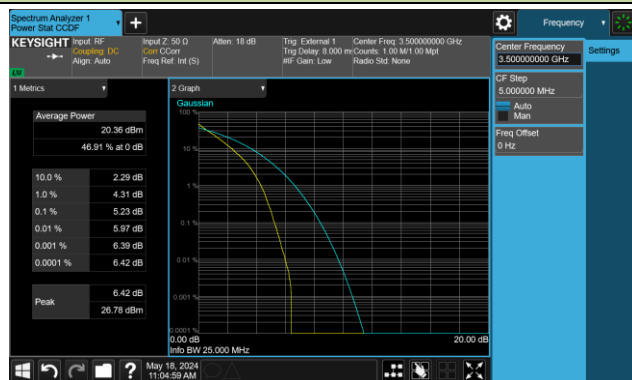 Spectrum Analyzer 1
Power Stat CCDF
Frequency
KEYSIGHT
Input: RF
Coupling: DC
Align: Auto
Input Z: 50 Ω
Corr CCorr
Freq Ref: Int (S)
Atten: 18 dB
Trig: External 1
Trig Delay: 8.000 m
#IF Gain: Low
Center Freq: 3.500000000 GHz
Counts: 1.00 M/1.00 Mpt
Radio Std: None
Center Frequency
3.500000000 GHz
Settings
CF Step
5.000000 MHz
Auto
Man
Freq Offset
0 Hz
1 Metrics
Average Power
20.36 dBm
46.91 % at 0 dB
10.0 % 2.29 dB
1.0 % 4.31 dB
0.1 % 5.23 dB
0.01 % 5.97 dB
0.001 % 6.39 dB
0.0001 % 6.42 dB
Peak
6.42 dB
26.78 dBm
2 Graph
Gaussian
100 %
10 %
1 %
0.1 %
0.01 %
0.001 %
0.0001 %
0.00 dB
20.00 dB
Info BW 25.000 MHz
May 18, 2024
11:04:59 AM